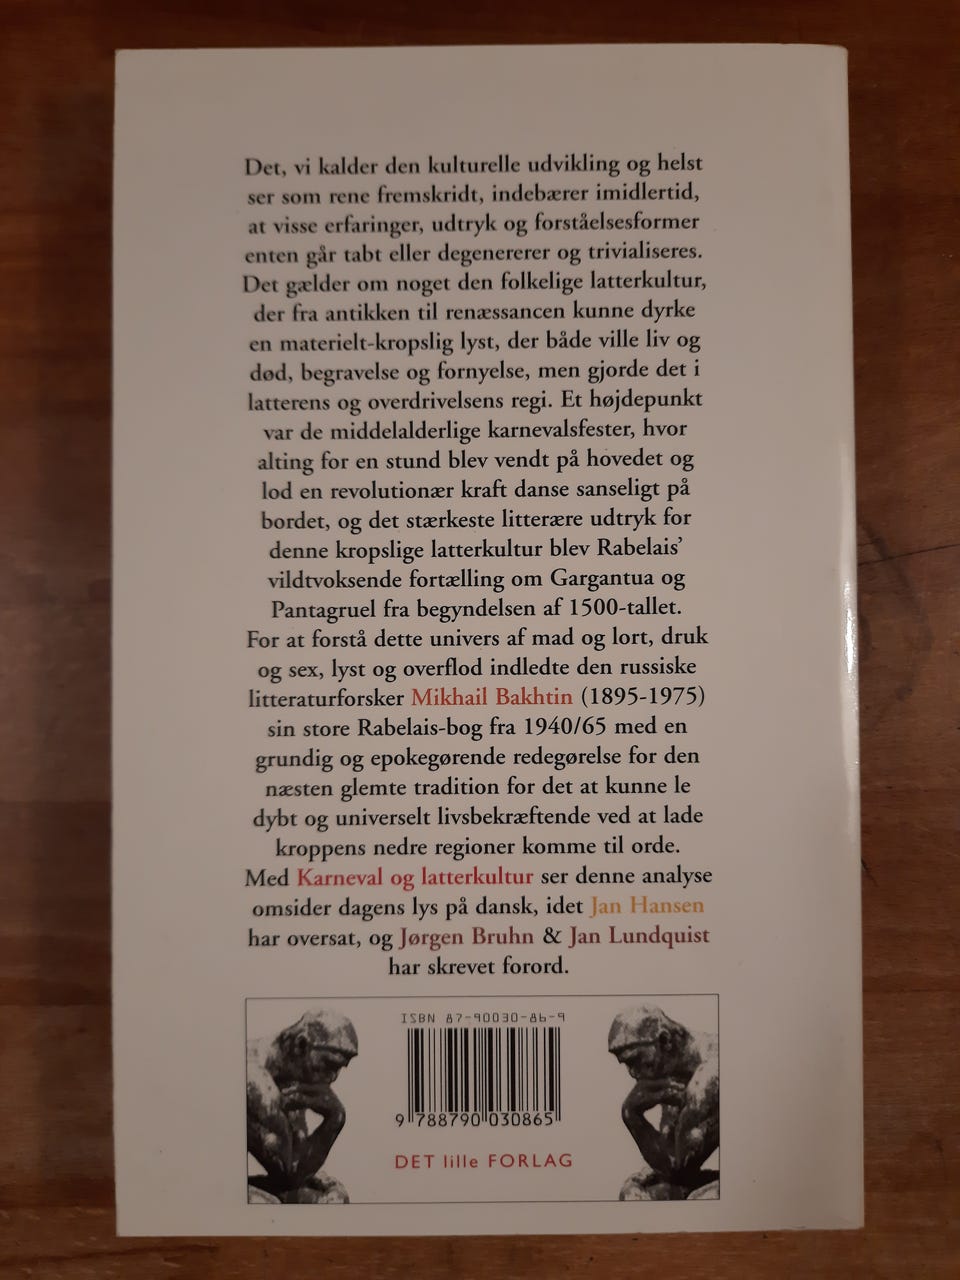 Det, vi kalder den kulturelle udvikling og helst
ser som rene fremskridt, indebærer imidlertid,
at visse erfaringer, udtryk og forståelsesformer
enten går tabt eller degenererer og trivialiseres.
Det gælder om noget den folkelige latterkultur,
der fra antikken til renæssancen kunne dyrke
en materielt-kropslig lyst, der både ville liv og
død, begravelse og fornyelse, men gjorde det i
latterens og overdrivelsens regi. Et højdepunkt
var de middelalderlige karnevalsfester, hvor
alting for en stund blev vendt på hovedet og
lod en revolutionær kraft danse sanseligt på
bordet, og det stærkeste litterære udtryk for
denne kropslige latterkultur blev Rabelais'
vildtvoksende fortælling om Gargantua og
Pantagruel fra begyndelsen af 1500-tallet.
For at forstå dette univers af mad og lort, druk
og sex, lyst og overflod indledte den russiske
litteraturforsker Mikhail Bakhtin (1895-1975)
sin store Rabelais-bog fra 1940/65 med en
grundig og epokegørende redegørelse for den
næsten glemte tradition for det at kunne le
dybt og universelt livsbekræftende ved at lade
kroppens nedre regioner komme til orde.
Med Karneval og latterkultur ser denne analyse
omsider dagens lys på dansk, idet Jan Hansen
har oversat, og Jørgen Bruhn & Jan Lundquist
har skrevet forord.
ISBN 87-90030-86-9
9 788790 030865
DET lille FORLAG